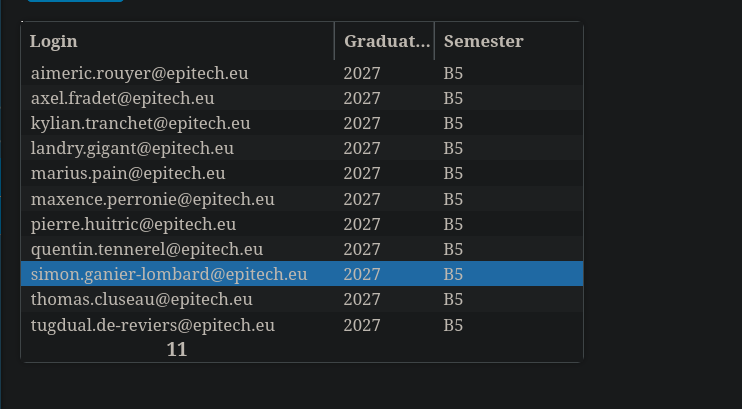 Login Graduat... Semester
aimeric.rouyer@epitech.eu 2027 B5
axel.fradet@epitech.eu 2027 B5
kylian.tranchet@epitech.eu 2027 B5
landry.gigant@epitech.eu 2027 B5
marius.pain@epitech.eu 2027 B5
maxence.perronie@epitech.eu 2027 B5
pierre.huitric@epitech.eu 2027 B5
quentin.tennerel@epitech.eu 2027 B5
simon.ganier-lombard@epitech.eu 2027 B5
thomas.cluseau@epitech.eu 2027 B5
tugdual.de-reviers@epitech.eu 2027 B5
11